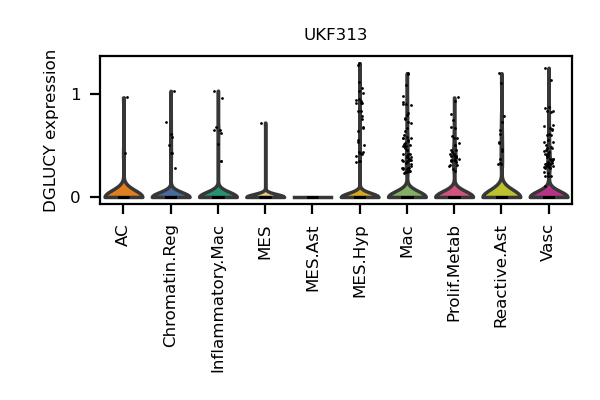 UKF313
DGLUCY expression
1
0
AC
Chromatin.Reg
Inflammatory.Mac
MES
MES.Ast
MES.Hyp
Mac
Prolif.Metab
Reactive.Ast
Vasc